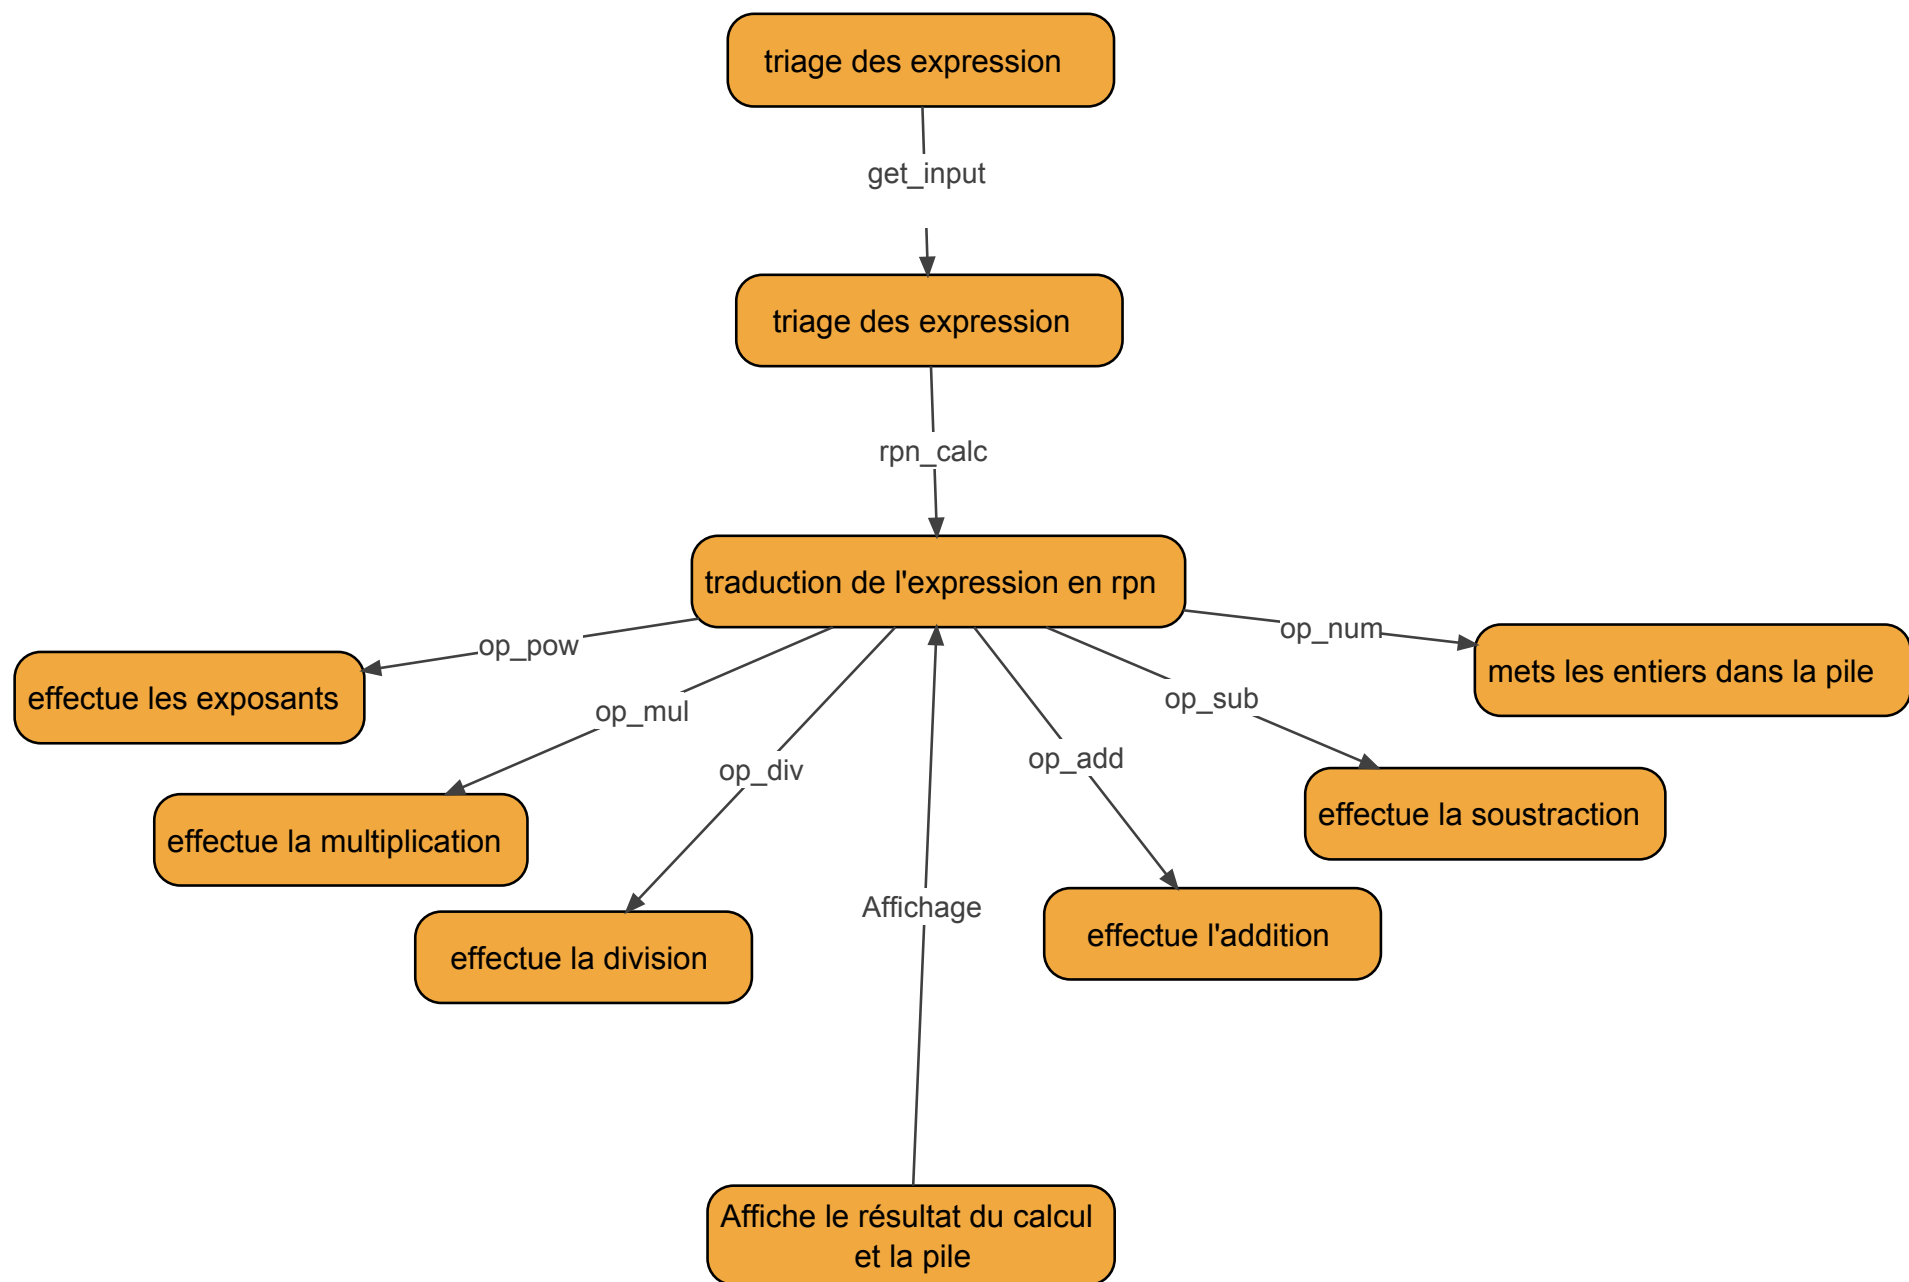 triage des expression
get_input
triage des expression
rpn_calc
traduction de l'expression en rpn
op_num
op_pow
mets les entiers dans la pile
effectue les exposants
op_sub
op_mul
op_add
op_div
effectue la soustraction
effectue la multiplication
Affichage
effectue l'addition
effectue la division
Affiche le résultat du calcul
et la pile